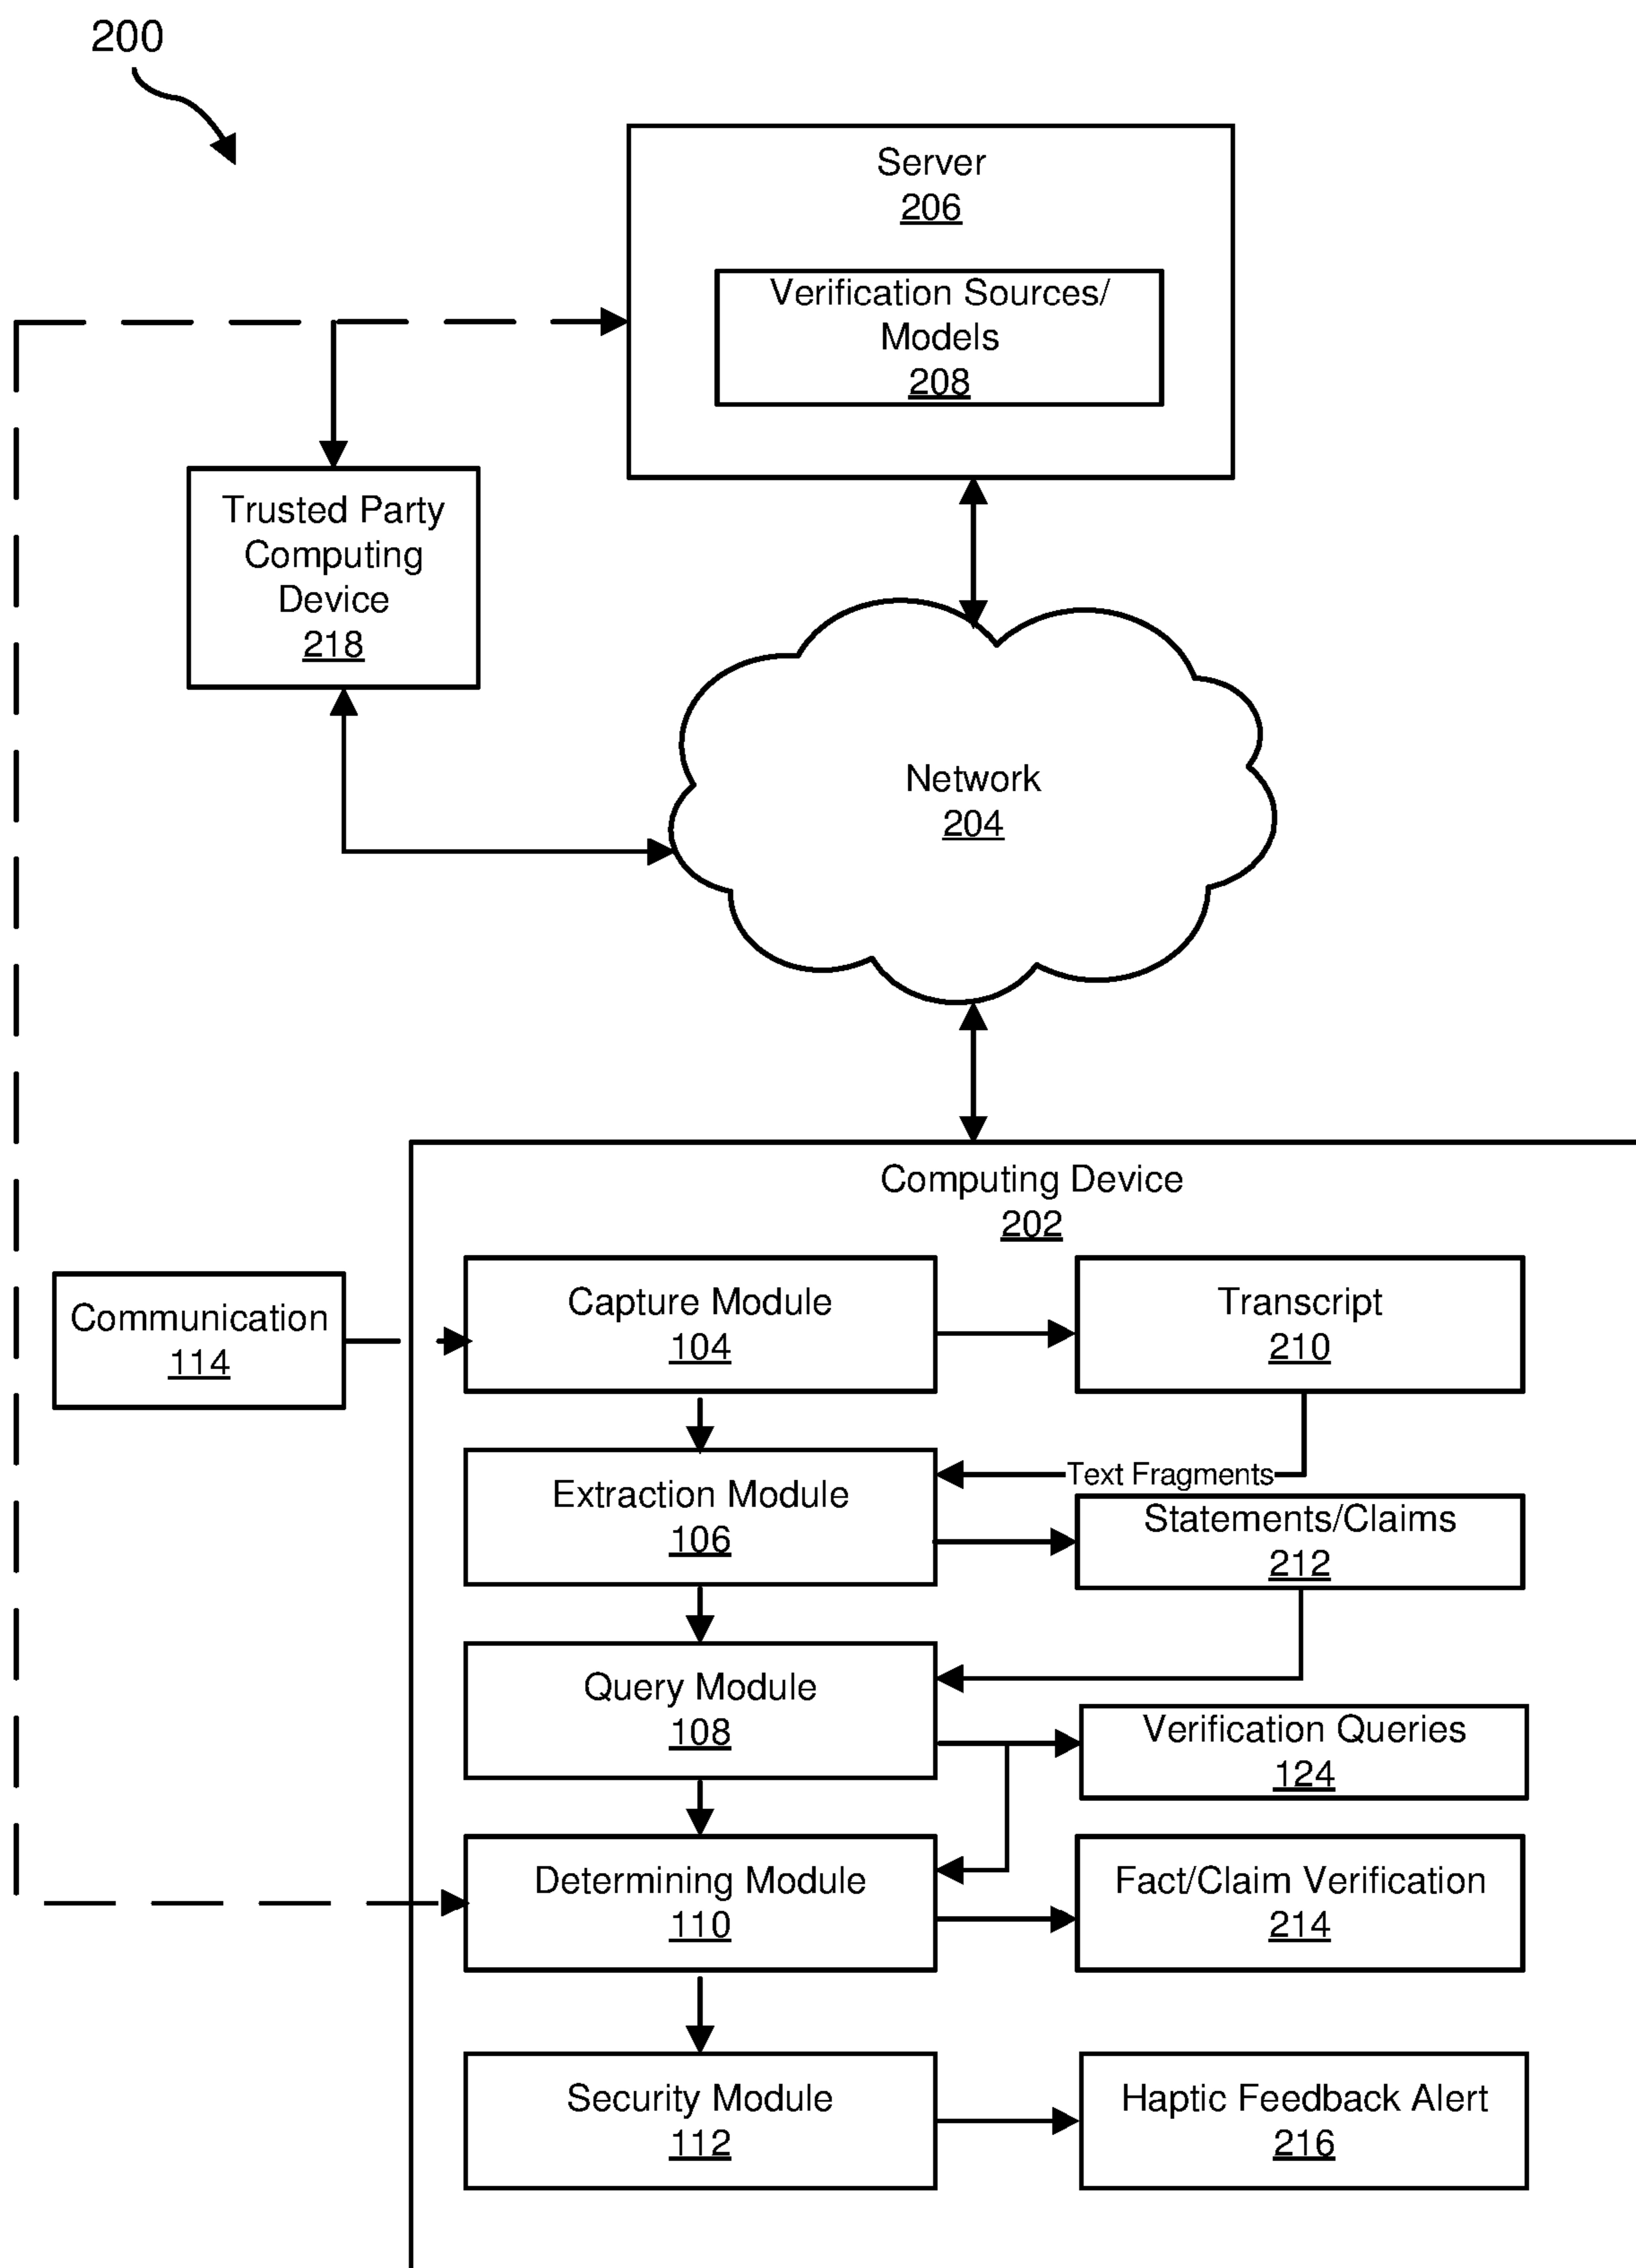 200
Server
206
Verification Sources/
Models
208
Trusted Party
Computing
Device
218
Network
204
Computing Device
202
Communication
114
Capture Module
104
Transcript
210
Text Fragments
Extraction Module
106
Statements/Claims
212
Query Module
108
Verification Queries
124
Determining Module
110
Fact/Claim Verification
214
Security Module
112
Haptic Feedback Alert
216